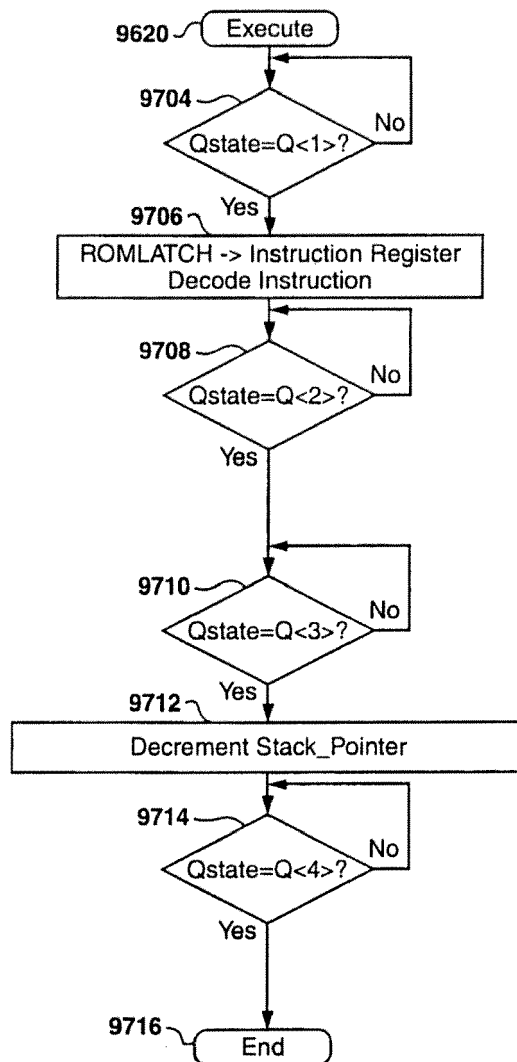 9620 Execute
9704
Qstate=Q<1>?
No
Yes
9706
ROMLATCH -> Instruction Register
Decode Instruction
9708
Qstate=Q<2>?
No
Yes
9710
Qstate=Q<3>?
No
Yes
9712
Decrement Stack_Pointer
9714
Qstate=Q<4>?
No
Yes
9716 End